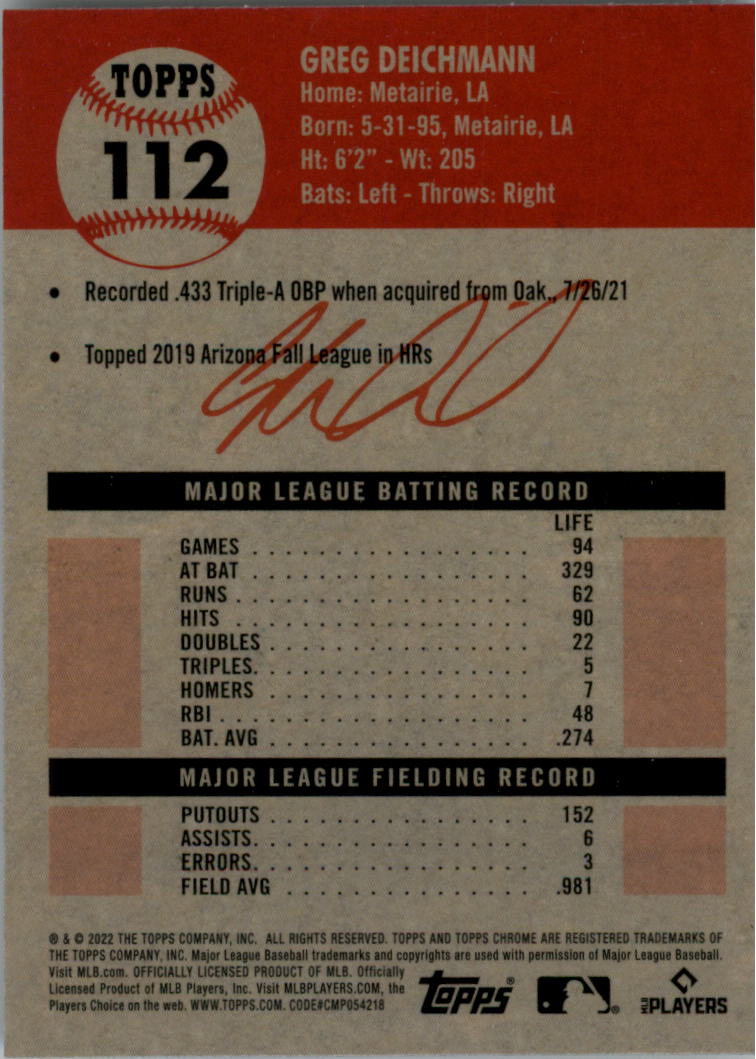 TOPPS
112
GREG DEICHMANN
Home: Metairie, LA
Born: 5-31-95, Metairie, LA
Ht: 6'2" - Wt: 205
Bats: Left - Throws: Right
• Recorded .433 Triple-A OBP when acquired from Oak., 7/26/21
• Topped 2019 Arizona Fall League in HRs
MAJOR LEAGUE BATTING RECORD
LIFE
GAMES . . . . . . . . . . . . . . . . . . 94
AT BAT . . . . . . . . . . . . . . . . . . 329
RUNS . . . . . . . . . . . . . . . . . . . 62
HITS . . . . . . . . . . . . . . . . . . . 90
DOUBLES . . . . . . . . . . . . . . . . . 22
TRIPLES. . . . . . . . . . . . . . . . . . 5
HOMERS . . . . . . . . . . . . . . . . . 7
RBI . . . . . . . . . . . . . . . . . . . . 48
BAT. AVG . . . . . . . . . . . . . . . . . .274
MAJOR LEAGUE FIELDING RECORD
PUTOUTS . . . . . . . . . . . . . . . . . 152
ASSISTS. . . . . . . . . . . . . . . . . . 6
ERRORS. . . . . . . . . . . . . . . . . . 3
FIELD AVG . . . . . . . . . . . . . . . . .981
® & © 2022 THE TOPPS COMPANY, INC. ALL RIGHTS RESERVED. TOPPS AND TOPPS CHROME ARE REGISTERED TRADEMARKS OF
THE TOPPS COMPANY, INC. Major League Baseball trademarks and copyrights are used with permission of Major League Baseball.
Visit MLB.com. OFFICIALLY LICENSED PRODUCT OF MLB. Officially
Licensed Product of MLB Players, Inc. Visit MLBPLAYERS.COM, the
Players Choice on the web. WWW.TOPPS.COM. CODE#CMP054218
topps®
®
MLB PLAYERS